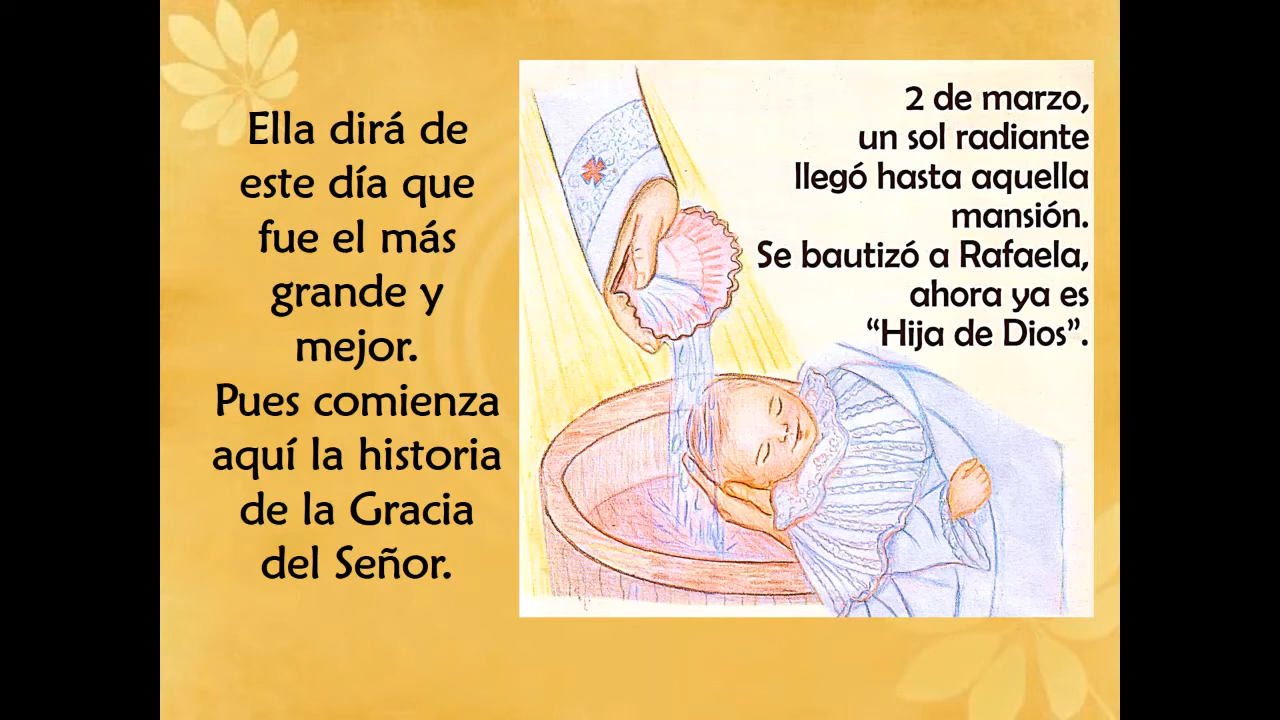 Ella dirá de
este día que
fue el más
grande y
mejor.
Pues comienza
aquí la historia
de la Gracia
del Señor.
2 de marzo,
un sol radiante
llegó hasta aquella
mansión.
Se bautizó a Rafaela,
ahora ya es
“Hija de Dios”.